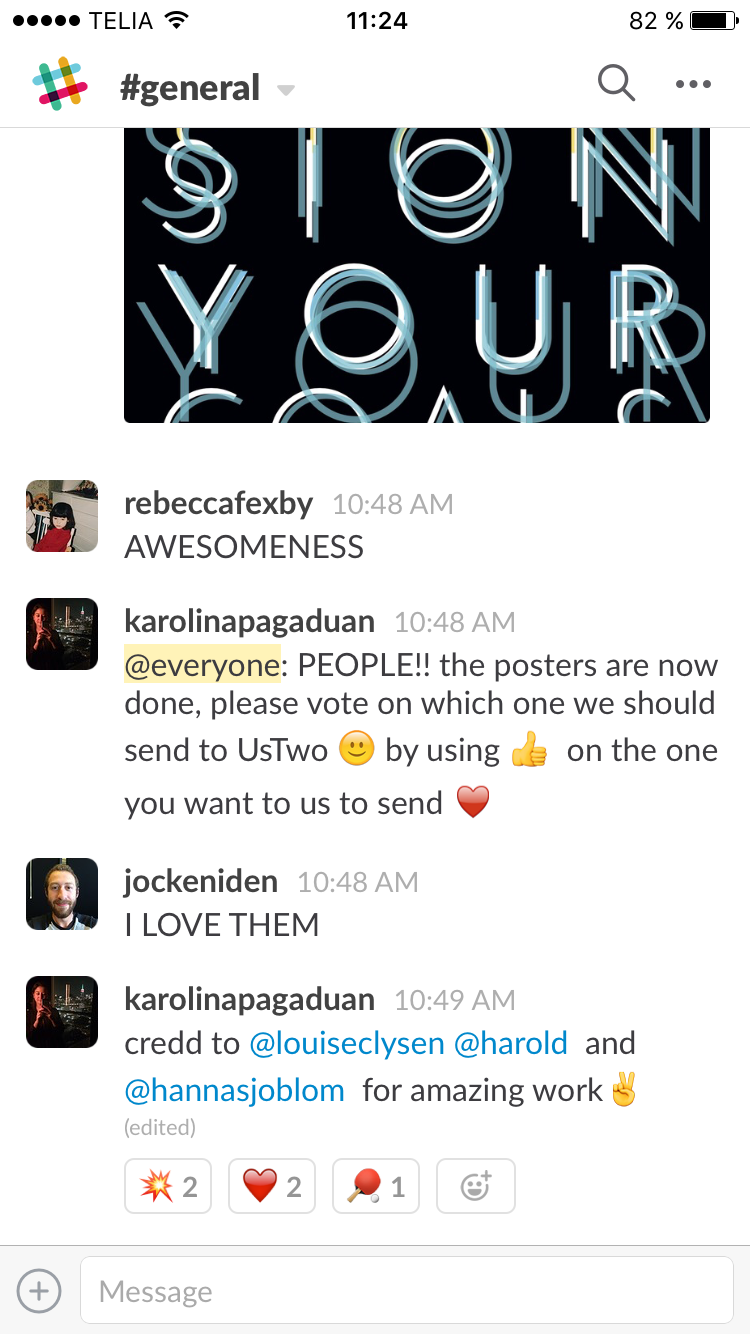 TELIA 11:24 82 %
#general
SION
YOUR
rebeccafexby 10:48 AM
AWESOMENESS
karolinapagaduan 10:48 AM
@everyone: PEOPLE!! the posters are now
done, please vote on which one we should
send to UsTwo 🙂 by using 👍 on the one
you want to us to send ❤️
jockeniden 10:48 AM
I LOVE THEM
karolinapagaduan 10:49 AM
credd to @louiseclysen @harold and
@hannasjoblom for amazing work ✌️
(edited)
💥 2 ❤️ 2 🏓 1
Message